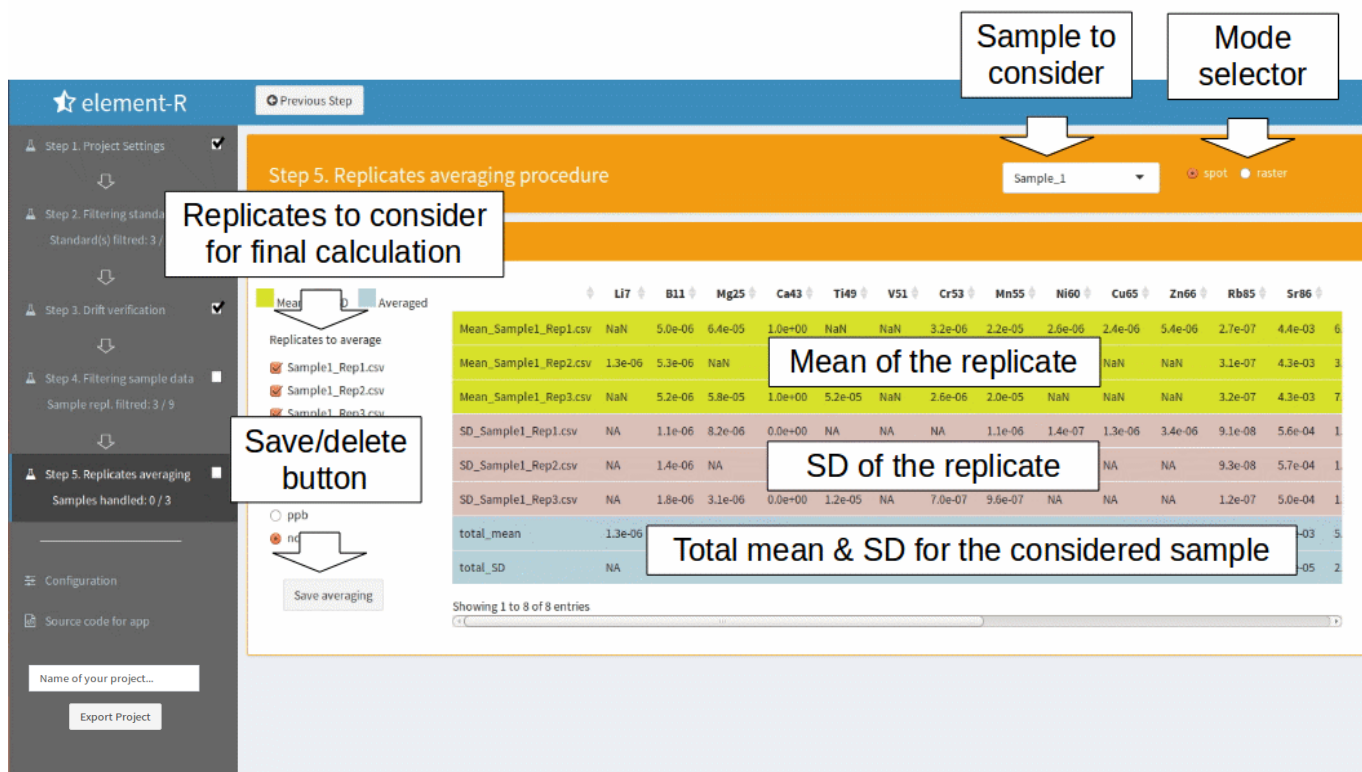 Sample to
consider
Mode
selector
element-R
Previous Step
Step 1. Project Settings
Step 2. Filtering standa
Standard(s) filtred: 3 /
Step 3. Drift verification
Step 4. Filtering sample data
Sample repl. filtred: 3 / 9
Step 5. Replicates averaging
Samples handled: 0 / 3
Configuration
Source code for app
Name of your project...
Export Project
Step 5. Replicates averaging procedure
Sample_1
spot raster
Replicates to consider
for final calculation
Mea D Averaged
Replicates to average
Sample1_Rep1.csv
Sample1_Rep2.csv
Sample1_Rep3.csv
Save/delete
button
ppb
Save averaging
Li7 B11 Mg25 Ca43 Ti49 V51 Cr53 Mn55 Ni60 Cu65 Zn66 Rb85 Sr86
Mean_Sample1_Rep1.csv NaN 5.0e-06 6.4e-05 1.0e+00 NaN NaN 3.2e-06 2.2e-05 2.6e-06 2.4e-06 5.4e-06 2.7e-07 4.4e-03 6.
Mean_Sample1_Rep2.csv 1.3e-06 5.3e-06 NaN NaN NaN 3.1e-07 4.3e-03 3.
Mean of the replicate
Mean_Sample1_Rep3.csv NaN 5.2e-06 5.8e-05 1.0e+00 5.2e-05 NaN 2.6e-06 2.0e-05 NaN NaN NaN 3.2e-07 4.3e-03 7.
SD_Sample1_Rep1.csv NA 1.1e-06 8.2e-06 0.0e+00 NA NA NA 1.1e-06 1.4e-07 1.3e-06 3.4e-06 9.1e-08 5.6e-04 1.
SD_Sample1_Rep2.csv NA 1.4e-06 NA NA NA 9.3e-08 5.7e-04 1.
SD of the replicate
SD_Sample1_Rep3.csv NA 1.8e-06 3.1e-06 0.0e+00 1.2e-05 NA 7.0e-07 9.6e-07 NA NA NA 1.2e-07 5.0e-04 1.
total_mean 1.3e-06 -03 5.
Total mean & SD for the considered sample
total_SD NA -05 2.
Showing 1 to 8 of 8 entries